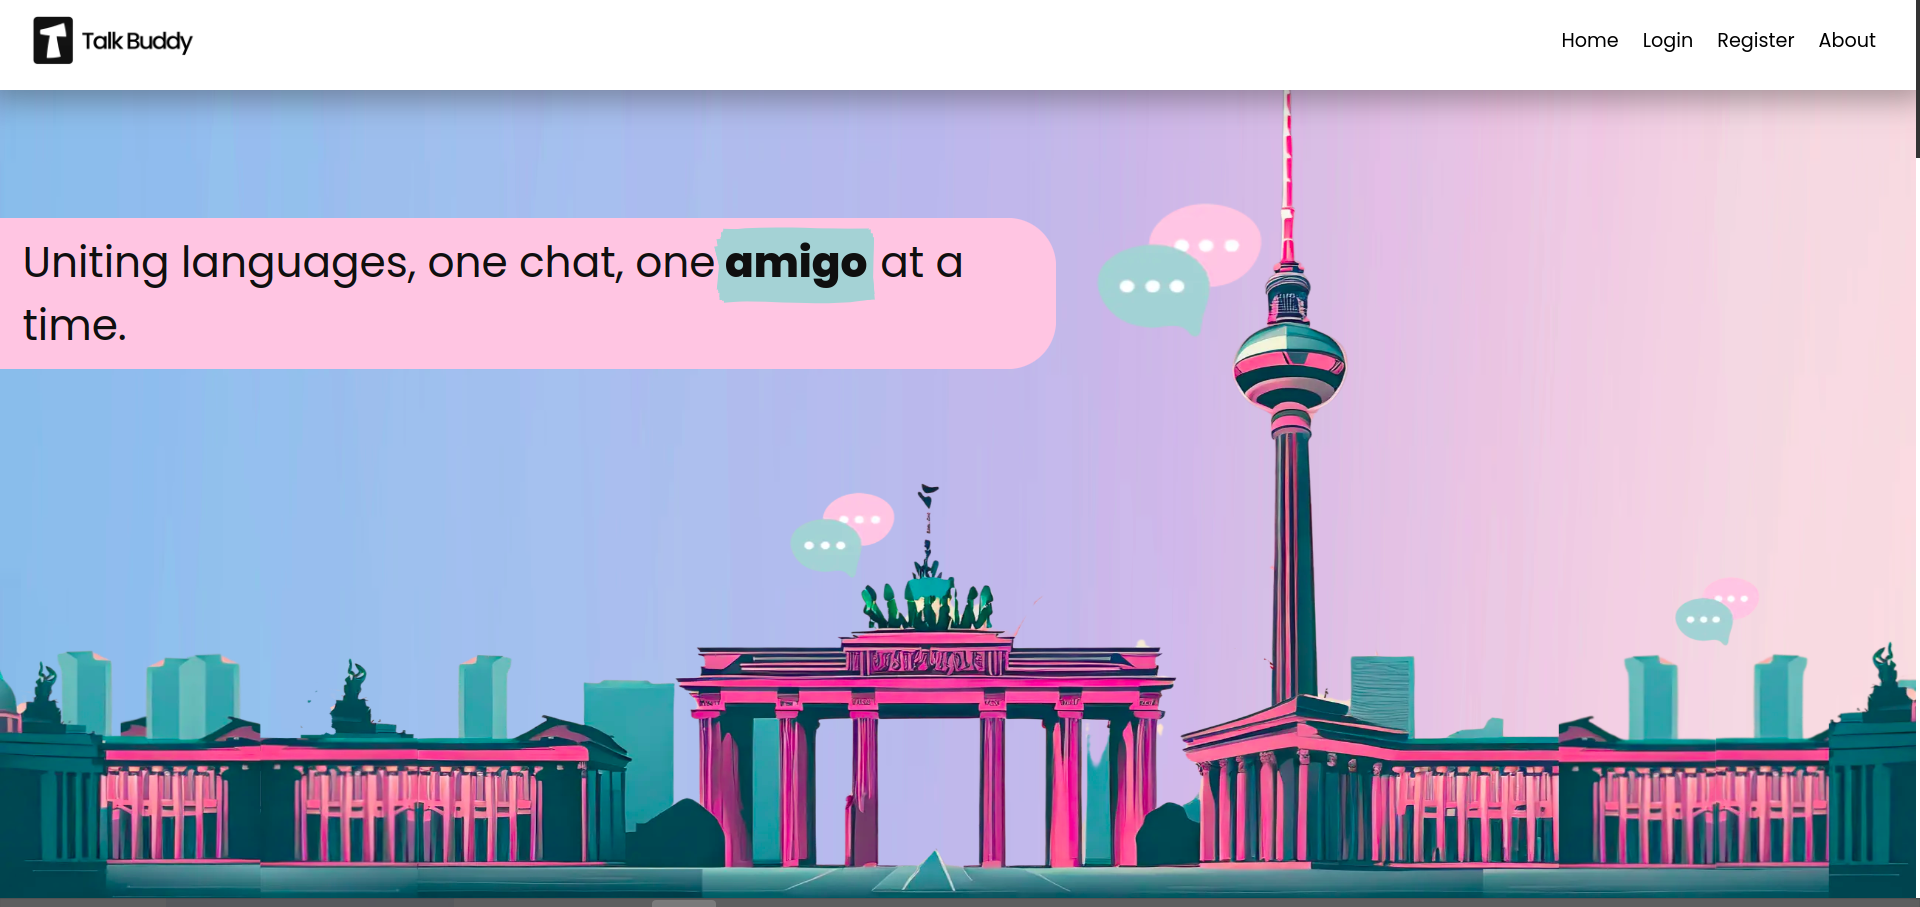 Talk Buddy
Home Login Register About
Uniting languages, one chat, one amigo at a
time.